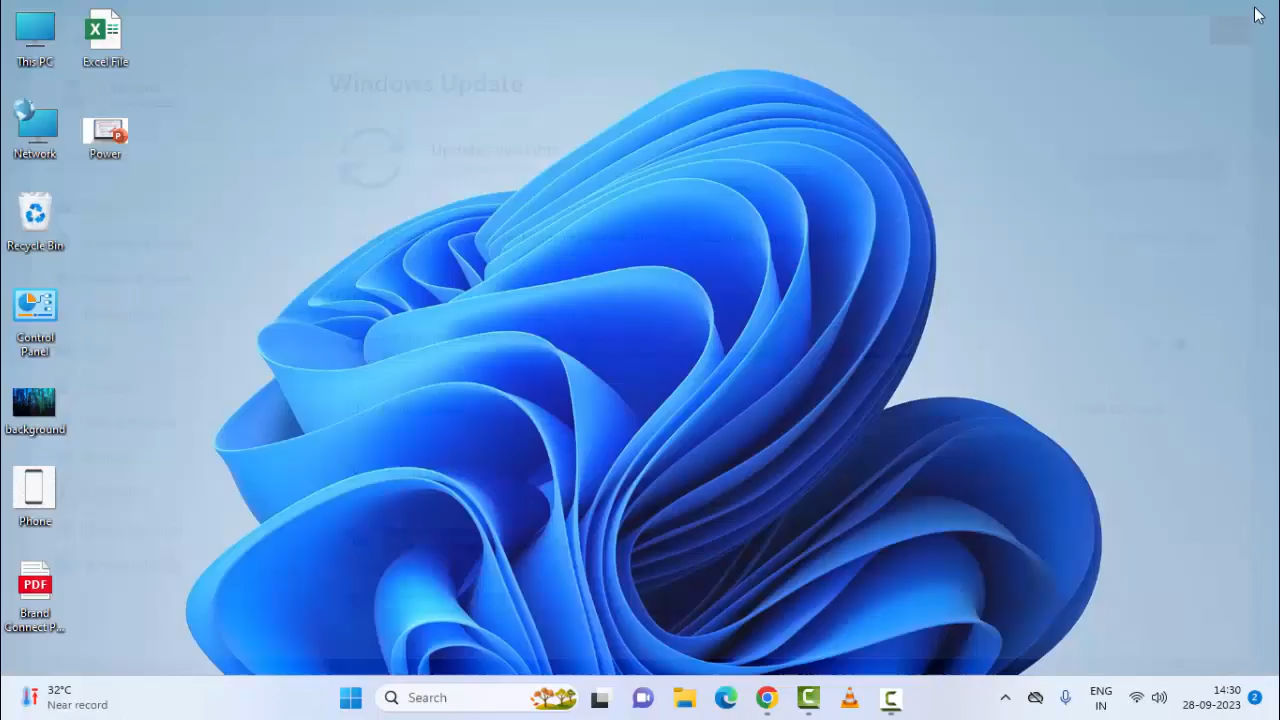 This PC
Excel File
Windows Update
Network
Power
Recycle Bin
Control
Panel
background
Phone
PDF
Brand
Connect P...
32°C
Near record
Search
ENG
IN
14:30
28-09-2023
2